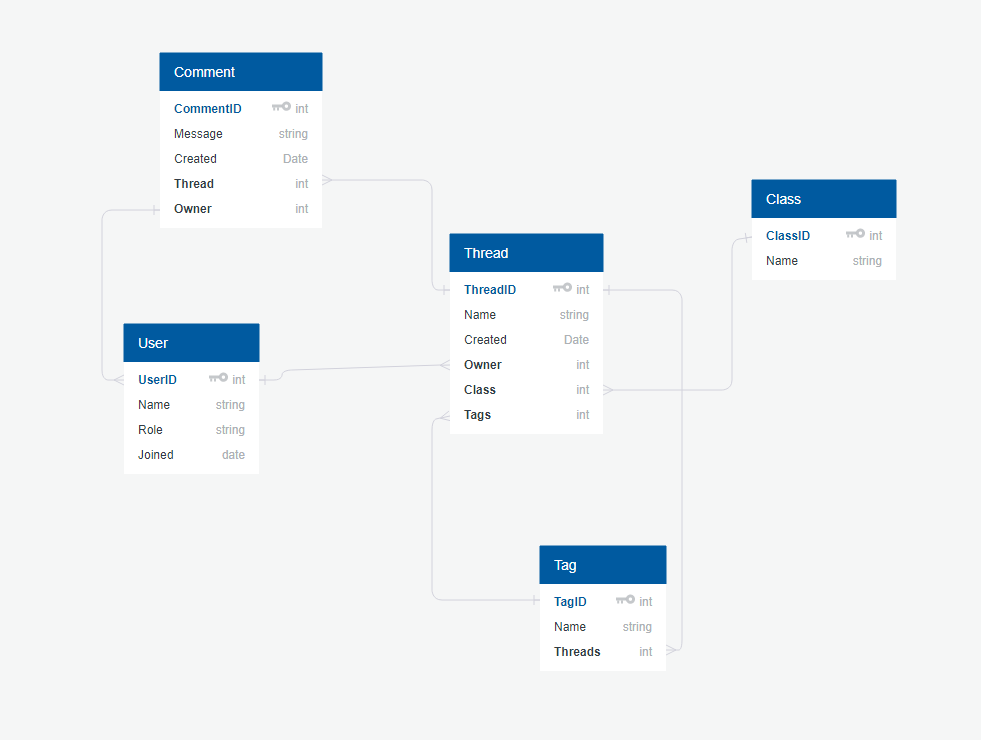 Comment
CommentID int
Message string
Created Date
Thread int
Owner int
Class
ClassID int
Name string
Thread
ThreadID int
Name string
Created Date
Owner int
Class int
Tags int
User
UserID int
Name string
Role string
Joined date
Tag
TagID int
Name string
Threads int